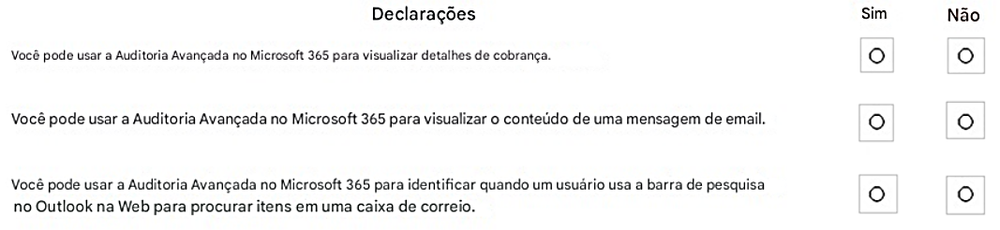 Declarações Sim Não
Você pode usar a Auditoria Avançada no Microsoft 365 para visualizar detalhes de cobrança.
Você pode usar a Auditoria Avançada no Microsoft 365 para visualizar o conteúdo de uma mensagem de email.
Você pode usar a Auditoria Avançada no Microsoft 365 para identificar quando um usuário usa a barra de pesquisa
no Outlook na Web para procurar itens em uma caixa de correio.